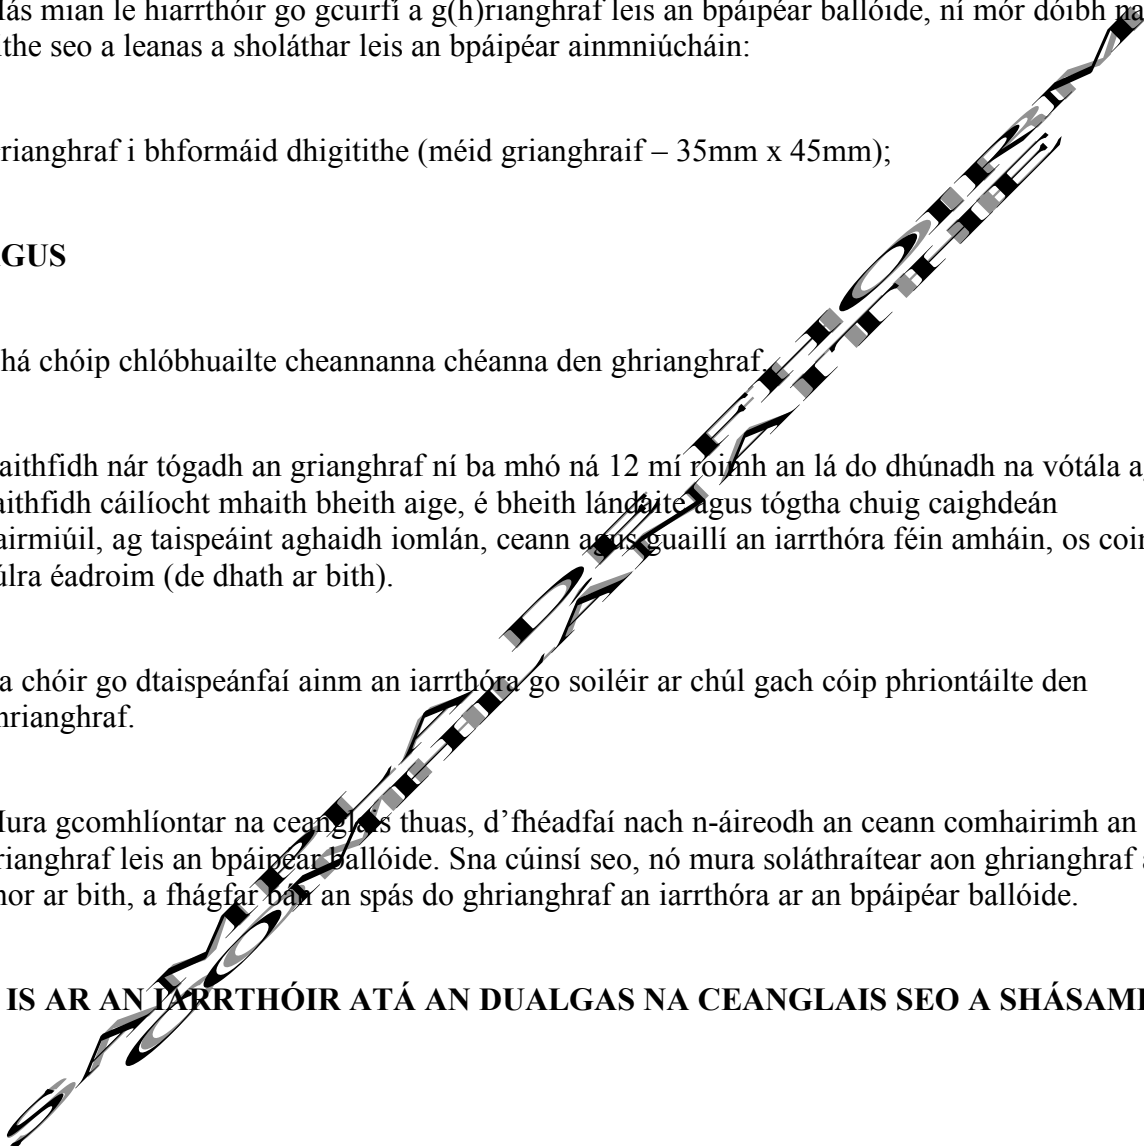 lás mian le hiarrthóir go gcuirfí a g(h)rianghraf leis an bpáipéar ballóide, ní mór dóibh na
ithe seo a leanas a sholáthar leis an bpáipéar ainmniúcháin:
rianghraf i bhformáid dhigitithe (méid grianghraif – 35mm x 45mm);
GUS
há chóip chlóbhuailte cheannanna chéanna den ghrianghraf.
aithfidh nár tógadh an grianghraf ní ba mhó ná 12 mí roimh an lá do dhúnadh na vótála a
aithfidh cáilíocht mhaith bheith aige, é bheith lándaite agus tógtha chuig caighdeán
airmiúil, ag taispeáint aghaidh iomlán, ceann agus guaillí an iarrthóra féin amháin, os coir
úlra éadroim (de dhath ar bith).
a chóir go dtaispeánfaí ainm an iarrthóra go soiléir ar chúl gach cóip phriontáilte den
hrianghraf.
ura gcomhlíontar na ceanglais thuas, d’fhéadfaí nach n-áireodh an ceann comhairimh an
rianghraf leis an bpáipéar ballóide. Sna cúinsí seo, nó mura soláthraítear aon ghrianghraf a
hor ar bith, a fhágfar bán an spás do ghrianghraf an iarrthóra ar an bpáipéar ballóide.
IS AR AN IARRTHÓIR ATÁ AN DUALGAS NA CEANGLAIS SEO A SHÁSAMH